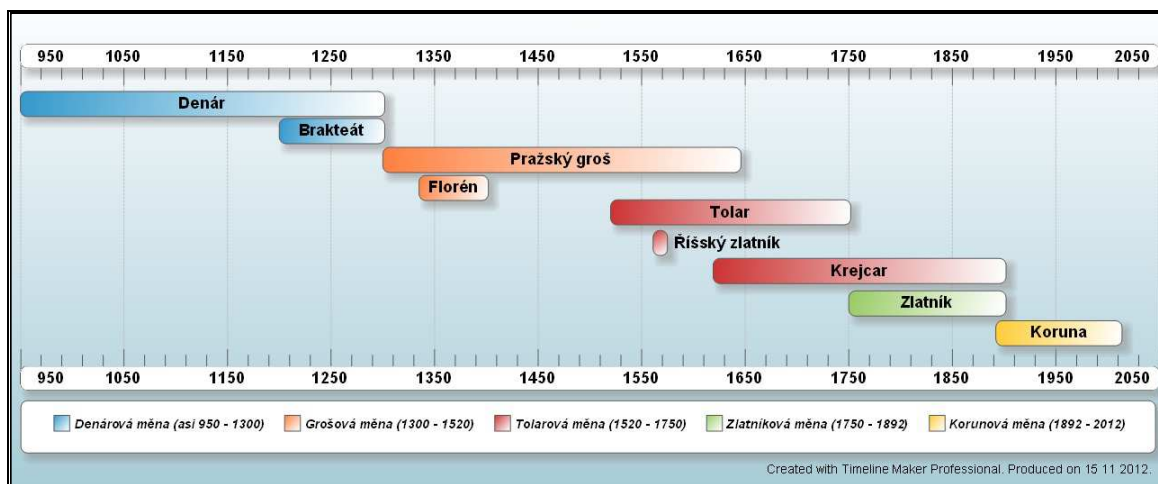 950 1050 1150 1250 1350 1450 1550 1650 1750 1850 1950 2050
Denár
Brakteát
Pražský groš
Florén
Tolar
Říšský zlatník
Krejcar
Zlatník
Koruna
950 1050 1150 1250 1350 1450 1550 1650 1750 1850 1950 2050
Denárová měna (asi 950 - 1300) Grošová měna (1300 - 1520) Tolarová měna (1520 - 1750) Zlatníková měna (1750 - 1892) Korunová měna (1892 - 2012)
Created with Timeline Maker Professional. Produced on 15 11 2012.